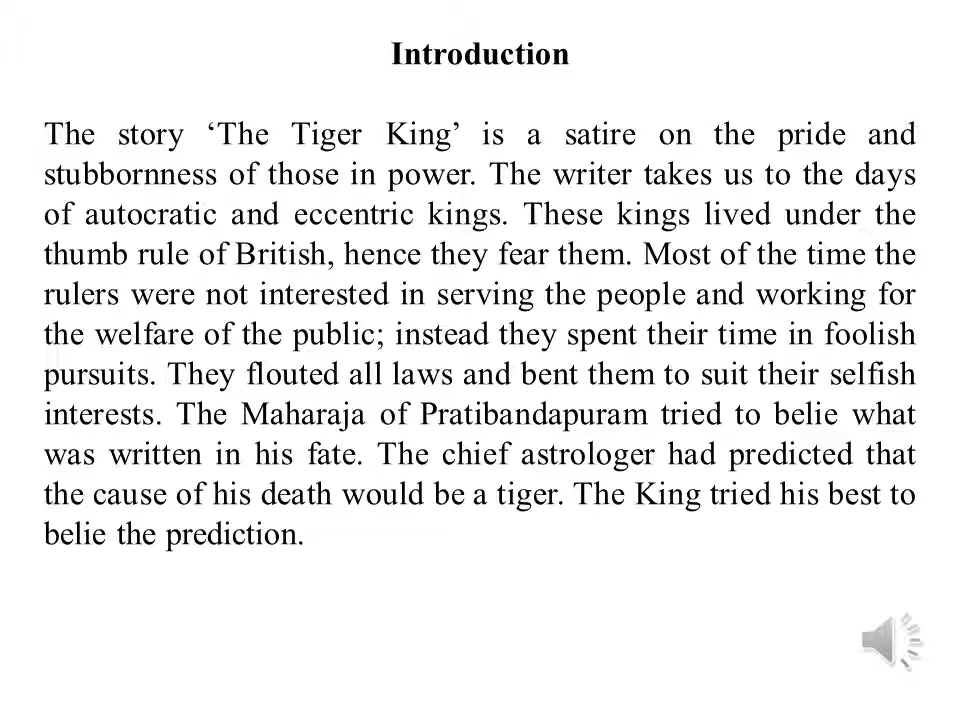 Introduction
The story ‘The Tiger King’ is a satire on the pride and
stubbornness of those in power. The writer takes us to the days
of autocratic and eccentric kings. These kings lived under the
thumb rule of British, hence they fear them. Most of the time the
rulers were not interested in serving the people and working for
the welfare of the public; instead they spent their time in foolish
pursuits. They flouted all laws and bent them to suit their selfish
interests. The Maharaja of Pratibandapuram tried to belie what
was written in his fate. The chief astrologer had predicted that
the cause of his death would be a tiger. The King tried his best to
belie the prediction.